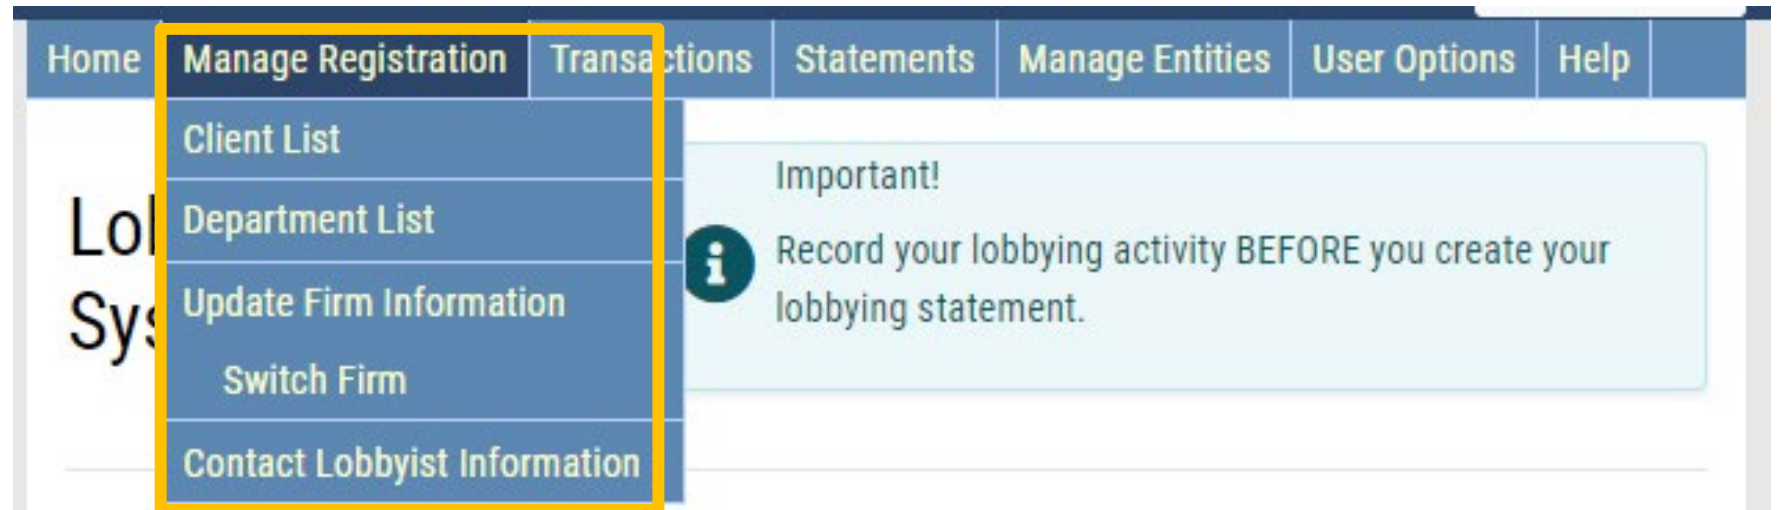 Home Manage Registration Transactions Statements Manage Entities User Options Help
Client List
Department List
Update Firm Information
Switch Firm
Contact Lobbyist Information
Important!
Record your lobbying activity BEFORE you create your
lobbying statement.